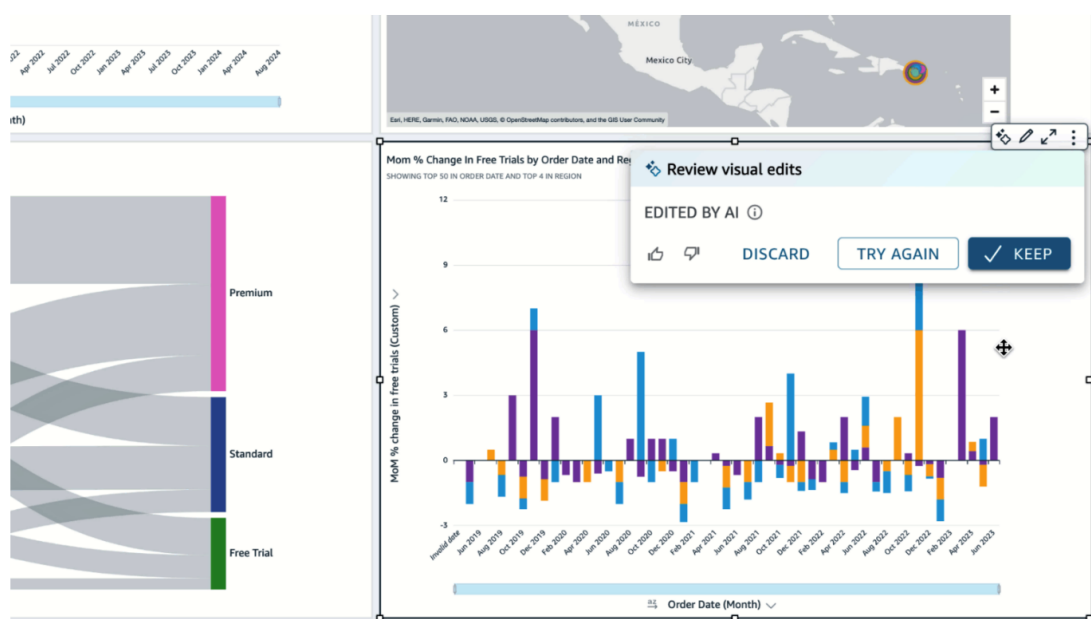 Apr 2022
Jul 2022
Oct 2022
Jan 2023
Apr 2023
Jul 2023
Oct 2023
Jan 2024
Apr 2024
Aug 2024
MÉXICO
Mexico City
+
−
Esri, HERE, Garmin, FAO, NOAA, USGS, © OpenStreetMap contributors, and the GIS User Community
Premium
Standard
Free Trial
Mom % Change In Free Trials by Order Date and Reg
SHOWING TOP 50 IN ORDER DATE AND TOP 4 IN REGION
Review visual edits
EDITED BY AI
DISCARD
TRY AGAIN
KEEP
MoM % change in free trials (Custom)
12
9
6
3
0
-3
Invalid date
Jun 2019
Aug 2019
Oct 2019
Dec 2019
Feb 2020
Apr 2020
Jun 2020
Aug 2020
Oct 2020
Dec 2020
Feb 2021
Apr 2021
Jun 2021
Aug 2021
Oct 2021
Dec 2021
Feb 2022
Apr 2022
Jun 2022
Aug 2022
Oct 2022
Dec 2022
Feb 2023
Apr 2023
Jun 2023
Order Date (Month)